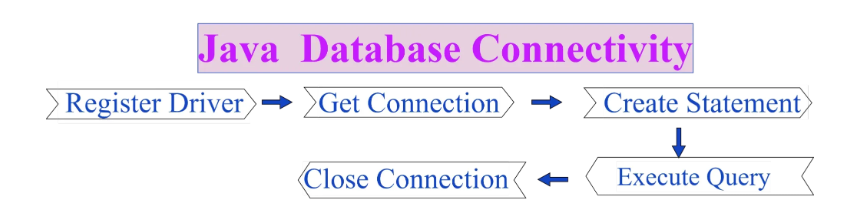 Java Database Connectivity
Register Driver
Get Connection
Create Statement
Execute Query
Close Connection